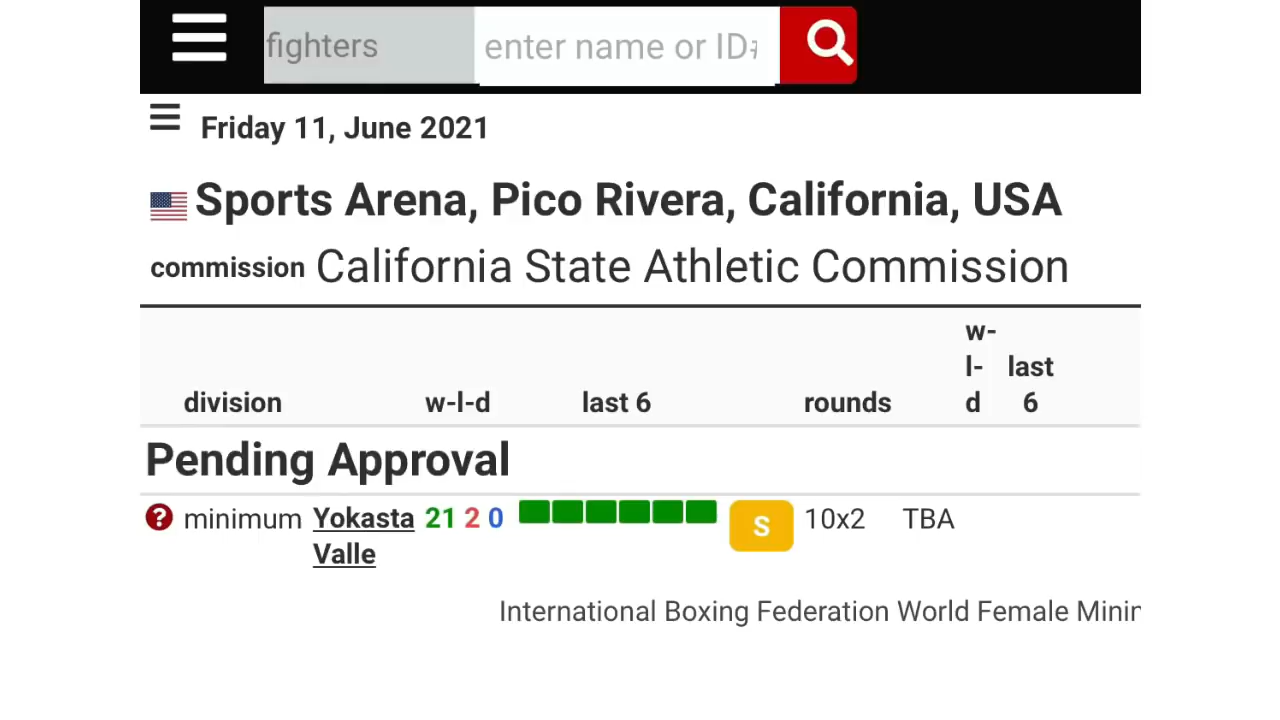 fighters enter name or ID#
Friday 11, June 2021
Sports Arena, Pico Rivera, California, USA
commission California State Athletic Commission
division w-l-d last 6 rounds w-l-d last 6
Pending Approval
minimum Yokasta Valle 21 2 0 S 10x2 TBA
International Boxing Federation World Female